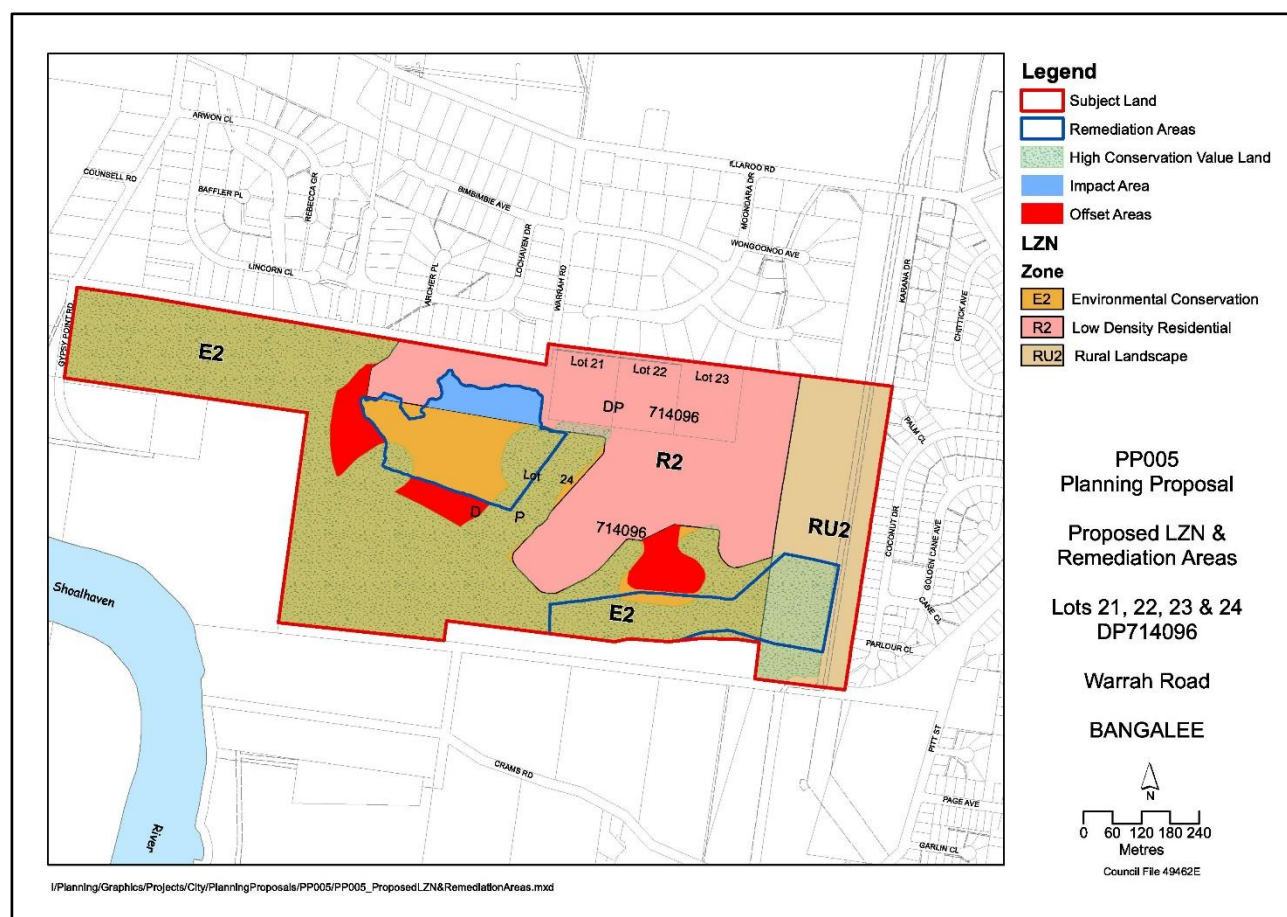 ARWON CL
COUNSELL RD
BAFFLER PL
REBECCA GR
BIMBIMBIE AVE
LINCORN CL
ARCHER PL
LOCHAVEN DR
WARRAH RD
ILLAROO RD
MOONDARA DR
WONGOONOO AVE
KARANA DR
CHITTICK AVE
GYPSY POINT RD
E2
Lot 21
Lot 22
Lot 23
DP 714096
R2
Lot 24
D P
714096
RU2
E2
PALM CL
COCONUT DR
GOLDEN CANE AVE
CANE CL
PARLOUR CL
PITT ST
PAGE AVE
GARLIN CL
CRAMS RD
Shoalhaven
River
Legend
Subject Land
Remediation Areas
High Conservation Value Land
Impact Area
Offset Areas
LZN
Zone
E2 Environmental Conservation
R2 Low Density Residential
RU2 Rural Landscape
PP005
Planning Proposal
Proposed LZN &
Remediation Areas
Lots 21, 22, 23 & 24
DP714096
Warrah Road
BANGALEE
N
0 60 120 180 240
Metres
Council File 49462E
I/Planning/Graphics/Projects/City/PlanningProposals/PP005/PP005_ProposedLZN&RemediationAreas.mxd